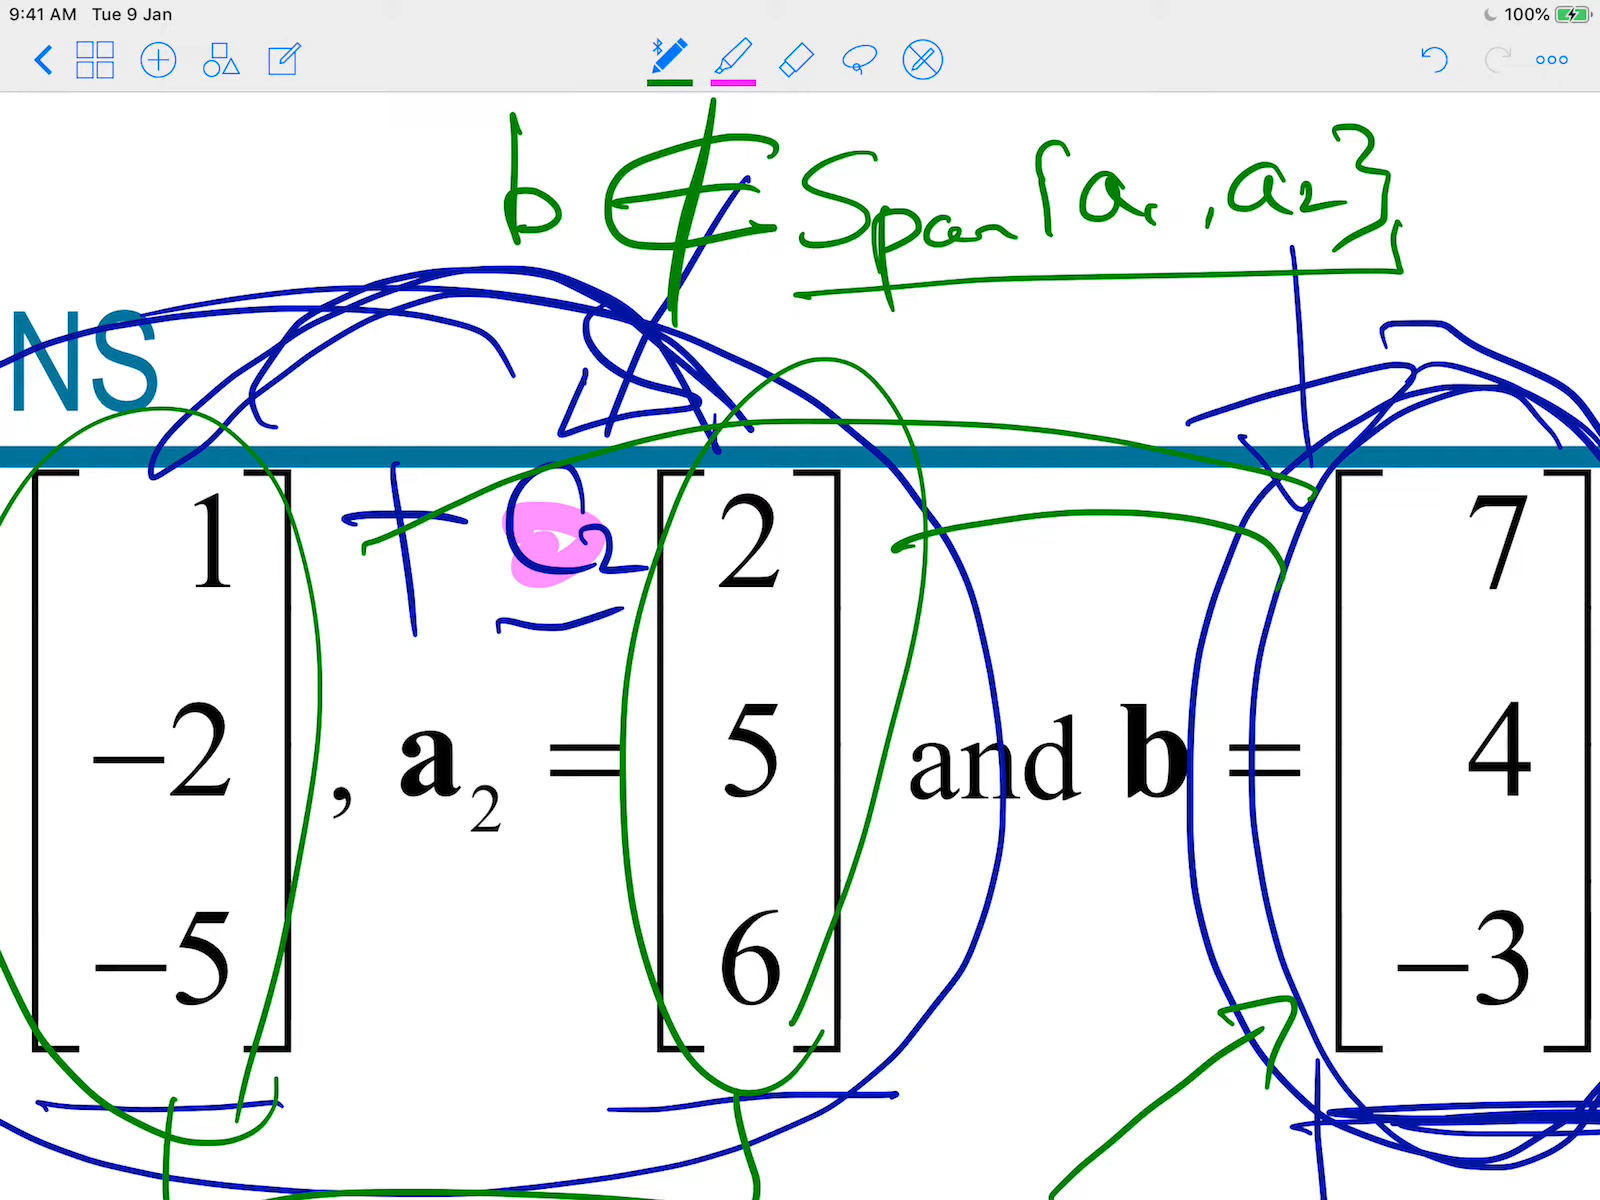 9:41 AM Tue 9 Jan 100%
b ∉ Span{a₁, a₂},
NS
1 + C₂ 2 7
−2 , a₂ = 5 and b = 4
−5 6 −3